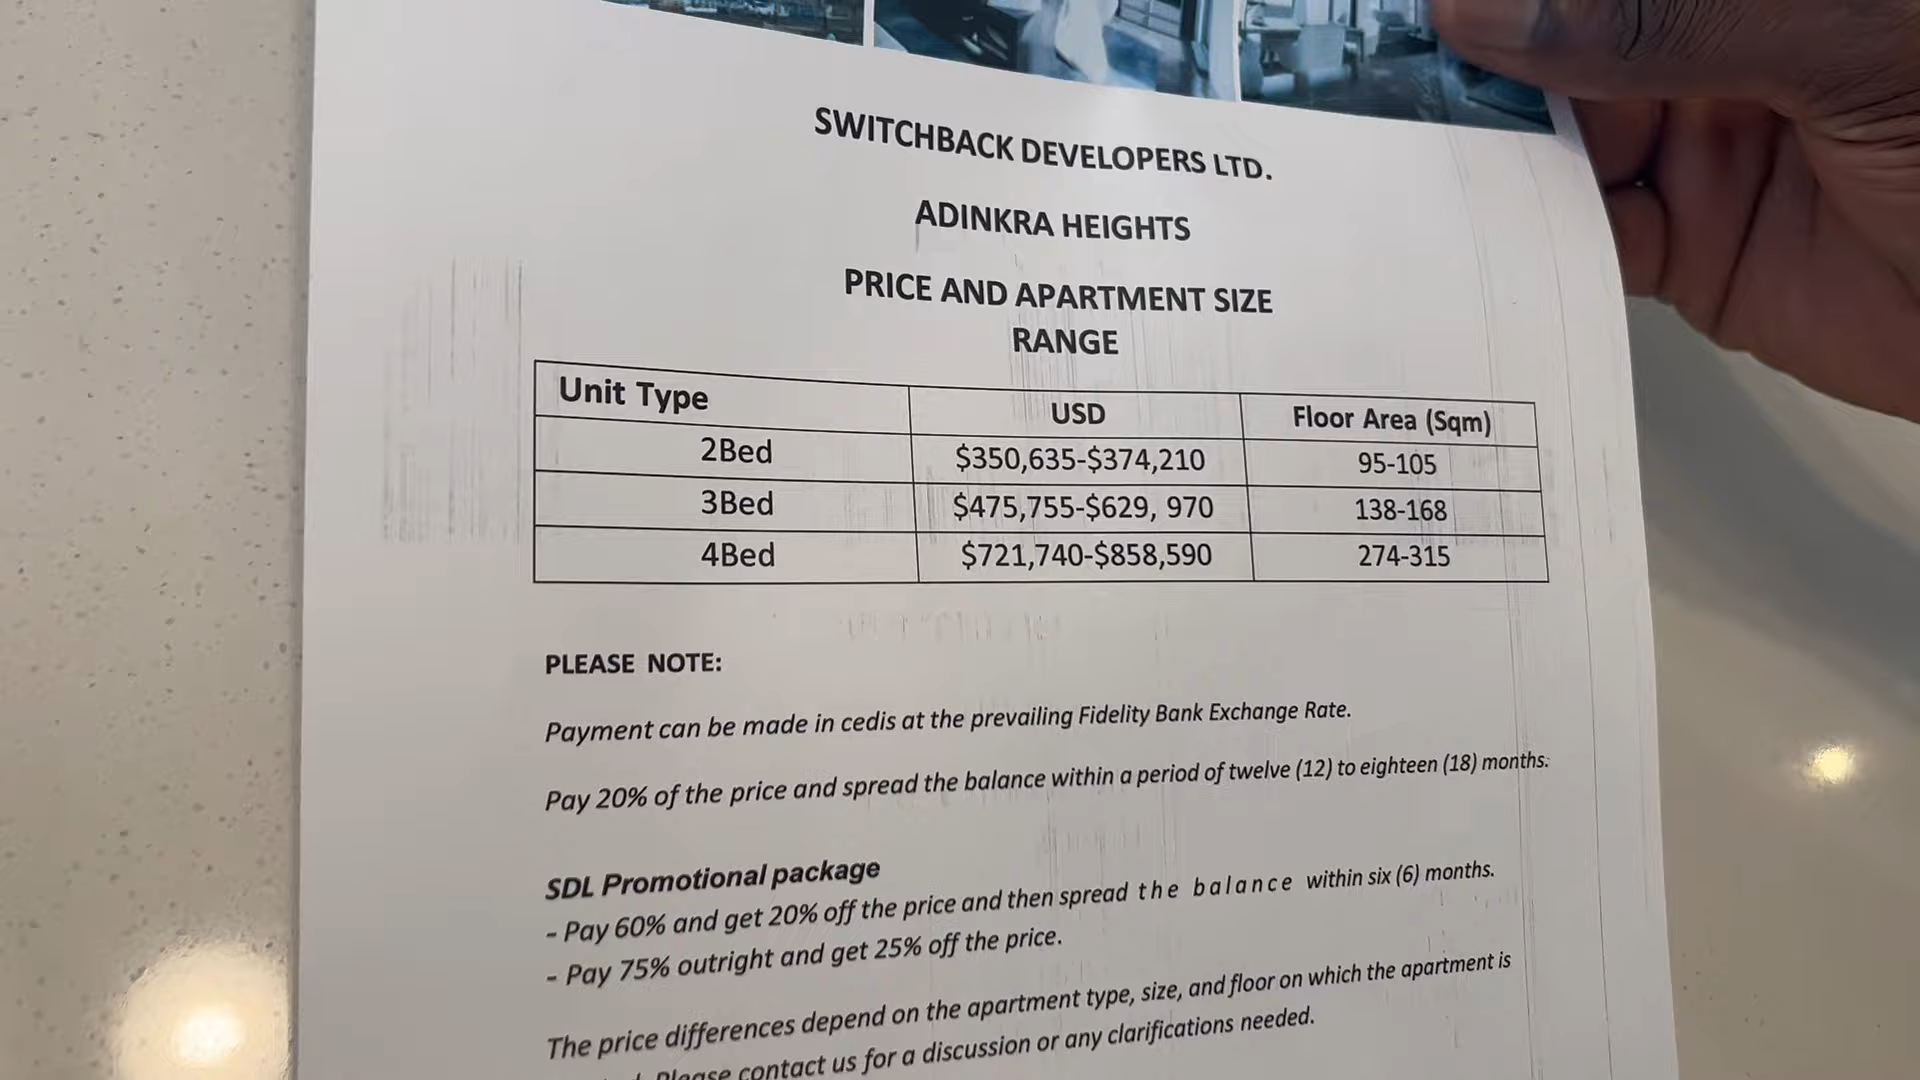 SWITCHBACK DEVELOPERS LTD.
ADINKRA HEIGHTS
PRICE AND APARTMENT SIZE
RANGE
Unit Type USD Floor Area (Sqm)
2Bed $350,635-$374,210 95-105
3Bed $475,755-$629, 970 138-168
4Bed $721,740-$858,590 274-315
PLEASE NOTE:
Payment can be made in cedis at the prevailing Fidelity Bank Exchange Rate.
Pay 20% of the price and spread the balance within a period of twelve (12) to eighteen (18) months.
SDL Promotional package
- Pay 60% and get 20% off the price and then spread the balance within six (6) months.
- Pay 75% outright and get 25% off the price.
The price differences depend on the apartment type, size, and floor on which the apartment is
Please contact us for a discussion or any clarifications needed.